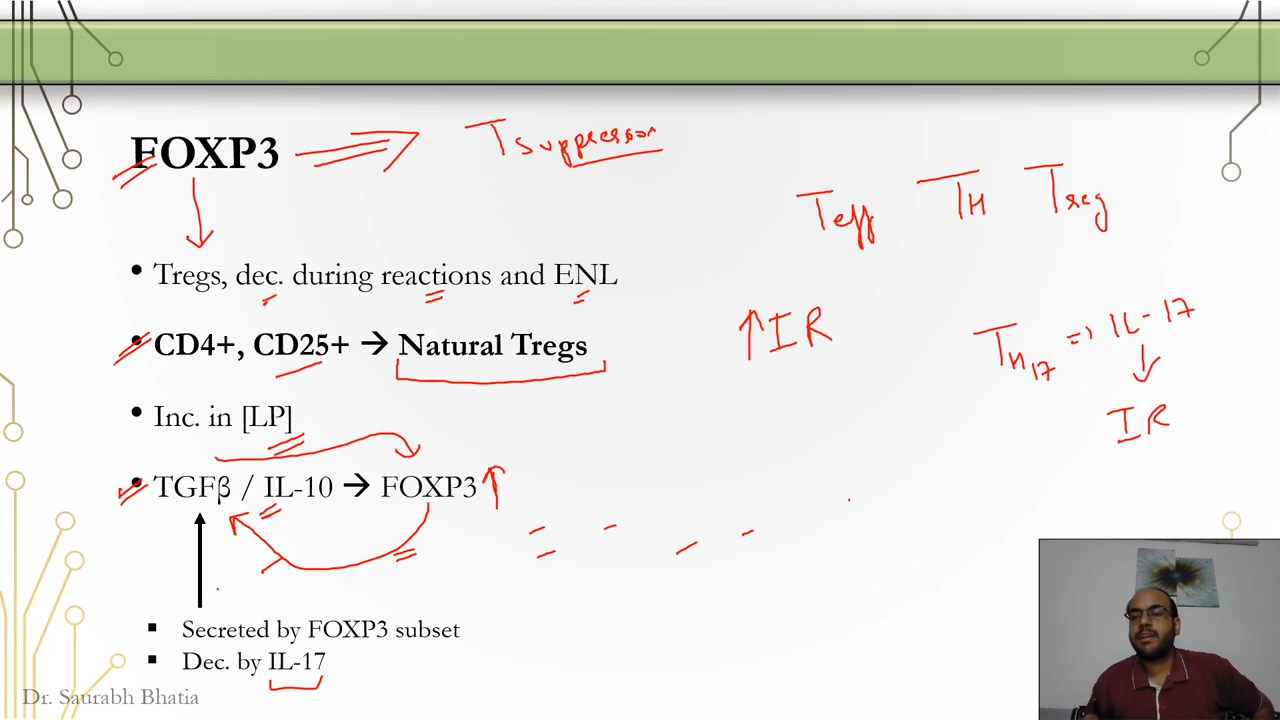 FOXP3
Tsuppressor
Teff TH Treg
• Tregs, dec. during reactions and ENL
↑IR
TH17 => IL-17
↓
IR
• CD4+, CD25+ → Natural Tregs
• Inc. in [LP]
• TGFβ / IL-10 → FOXP3 ↑
▪ Secreted by FOXP3 subset
▪ Dec. by IL-17
Dr. Saurabh Bhatia